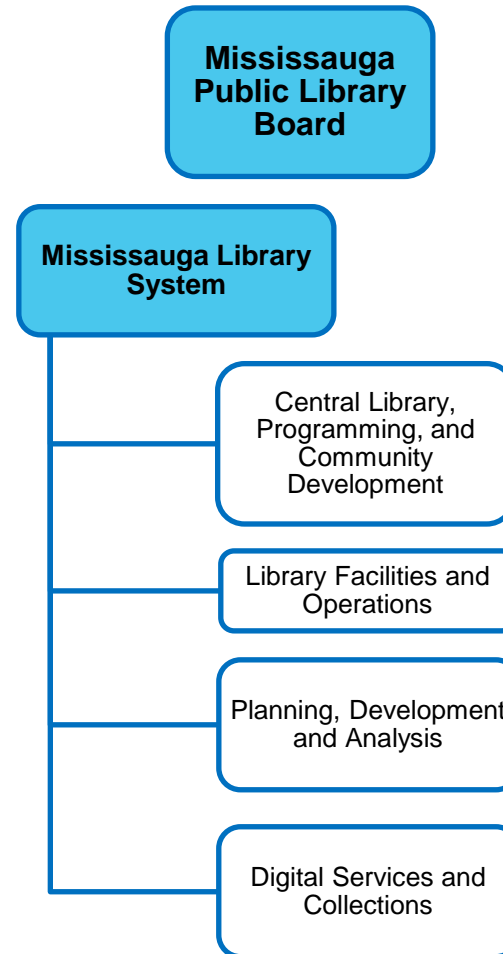 Mississauga
Public Library
Board
Mississauga Library
System
Central Library,
Programming, and
Community
Development
Library Facilities and
Operations
Planning, Development
and Analysis
Digital Services and
Collections